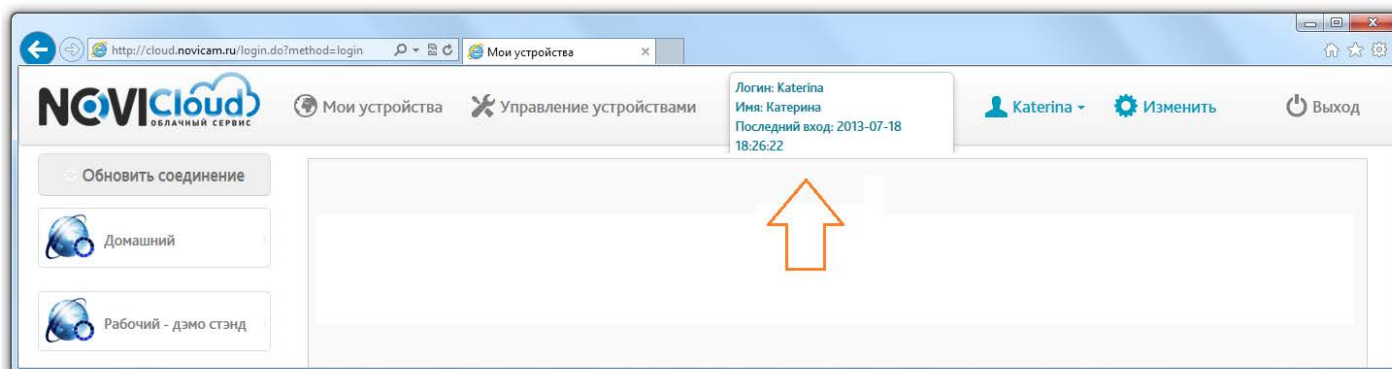 http://cloud.novicam.ru/login.do?method=login
Мои устройства
NOVICloud
ОБЛАЧНЫЙ СЕРВИС
Мои устройства
Управление устройствами
Логин: Katerina
Имя: Катерина
Последний вход: 2013-07-18
18:26:22
Katerina
Изменить
Выход
Обновить соединение
Домашний
Рабочий - дэмо стэнд